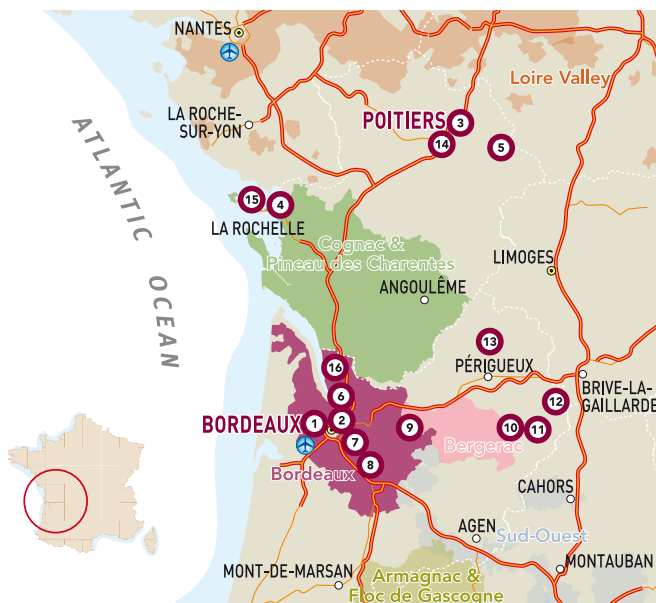 NANTES
Loire Valley
LA ROCHE-
SUR-YON
POITIERS
3
14
5
ATLANTIC OCEAN
15
4
LA ROCHELLE
Cognac &
Pineau des Charentes
LIMOGES
ANGOULÊME
13
PÉRIGUEUX
16
BRIVE-LA-
GAILLARDE
6
12
BORDEAUX
1
2
9
10
11
7
Bergerac
8
Bordeaux
CAHORS
AGEN
Sud-Ouest
MONTAUBAN
MONT-DE-MARSAN
Armagnac &
Floc de Gascogne